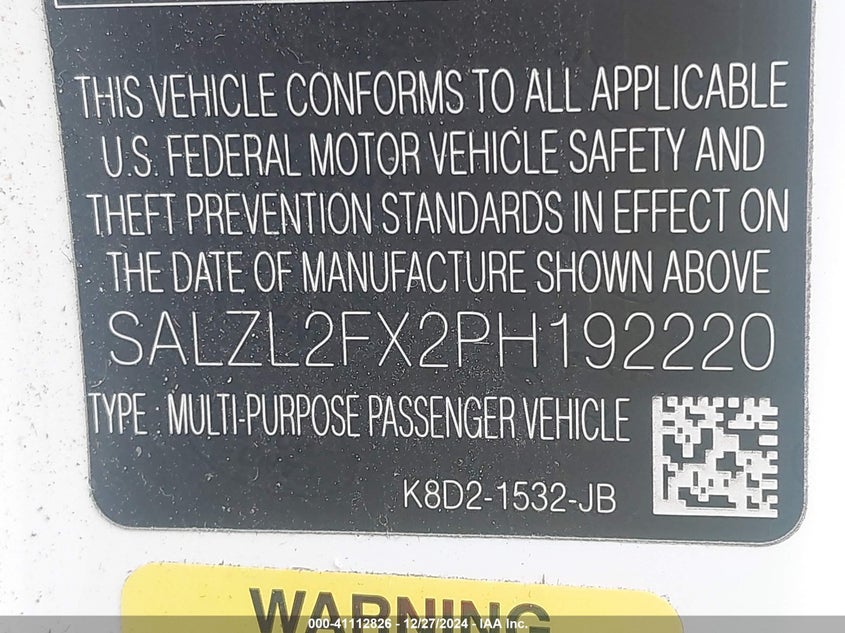 THIS VEHICLE CONFORMS TO ALL APPLICABLE
U.S. FEDERAL MOTOR VEHICLE SAFETY AND
THEFT PREVENTION STANDARDS IN EFFECT ON
THE DATE OF MANUFACTURE SHOWN ABOVE
SALZL2FX2PH192220
TYPE : MULTI-PURPOSE PASSENGER VEHICLE
K8D2-1532-JB
WARNING
000-41112826 - 12/27/2024 - IAA Inc.